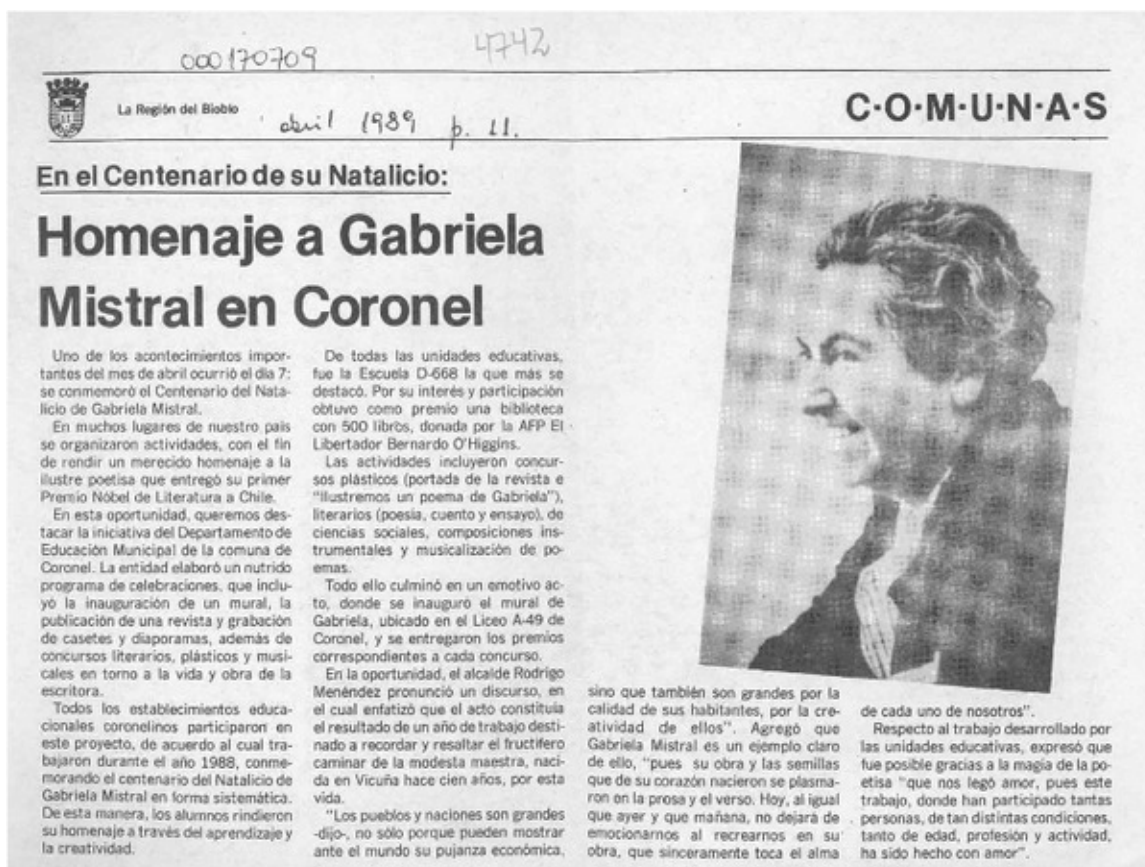 000170709
4742
La Región del Biobío
abril 1989 p. 11.
C·O·M·U·N·A·S
En el Centenario de su Natalicio:
Homenaje a Gabriela
Mistral en Coronel
Uno de los acontecimientos impor-
tantes del mes de abril ocurrió el día 7:
se conmemoró el Centenario del Nata-
licio de Gabriela Mistral.
En muchos lugares de nuestro país
se organizaron actividades, con el fin
de rendir un merecido homenaje a la
ilustre poetisa que entregó su primer
Premio Nóbel de Literatura a Chile.
En esta oportunidad, queremos des-
tacar la iniciativa del Departamento de
Educación Municipal de la comuna de
Coronel. La entidad elaboró un nutrido
programa de celebraciones, que inclu-
yó la inauguración de un mural, la
publicación de una revista y grabación
de casetes y diaporamas, además de
concursos literarios, plásticos y musi-
cales en torno a la vida y obra de la
escritora.
Todos los establecimientos educa-
cionales coronelinos participaron en
este proyecto, de acuerdo al cual tra-
bajaron durante el año 1988, conme-
morando el centenario del Natalicio de
Gabriela Mistral en forma sistemática.
De esta manera, los alumnos rindieron
su homenaje a través del aprendizaje y
la creatividad.
De todas las unidades educativas,
fue la Escuela D-668 la que más se
destacó. Por su interés y participación
obtuvo como premio una biblioteca
con 500 libros, donada por la AFP El
Libertador Bernardo O'Higgins.
Las actividades incluyeron concur-
sos plásticos (portada de la revista e
"Ilustremos un poema de Gabriela"),
literarios (poesía, cuento y ensayo), de
ciencias sociales, composiciones ins-
trumentales y musicalización de po-
emas.
Todo ello culminó en un emotivo ac-
to, donde se inauguró el mural de
Gabriela, ubicado en el Liceo A-49 de
Coronel, y se entregaron los premios
correspondientes a cada concurso.
En la oportunidad, el alcalde Rodrigo
Menéndez pronunció un discurso, en
el cual enfatizó que el acto constituía
el resultado de un año de trabajo desti-
nado a recordar y resaltar el fructífero
caminar de la modesta maestra, naci-
da en Vicuña hace cien años, por esta
vida.
"Los pueblos y naciones son grandes
-dijo-, no sólo porque pueden mostrar
ante el mundo su pujanza económica,
sino que también son grandes por la
calidad de sus habitantes, por la cre-
atividad de ellos". Agregó que
Gabriela Mistral es un ejemplo claro
de ello, "pues su obra y las semillas
que de su corazón nacieron se plasma-
ron en la prosa y el verso. Hoy, al igual
que ayer y que mañana, no dejará de
emocionarnos al recrearnos en su
obra, que sinceramente toca el alma
de cada uno de nosotros".
Respecto al trabajo desarrollado por
las unidades educativas, expresó que
fue posible gracias a la magia de la po-
etisa "que nos legó amor, pues este
trabajo, donde han participado tantas
personas, de tan distintas condiciones,
tanto de edad, profesión y actividad,
ha sido hecho con amor".